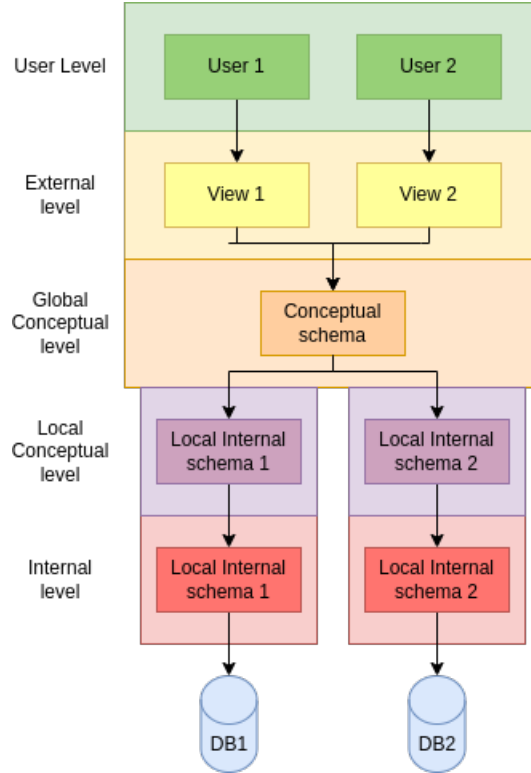 User Level
User 1
User 2
External
level
View 1
View 2
Global
Conceptual
level
Conceptual
schema
Local
Conceptual
level
Local Internal
schema 1
Local Internal
schema 2
Internal
level
Local Internal
schema 1
Local Internal
schema 2
DB1
DB2